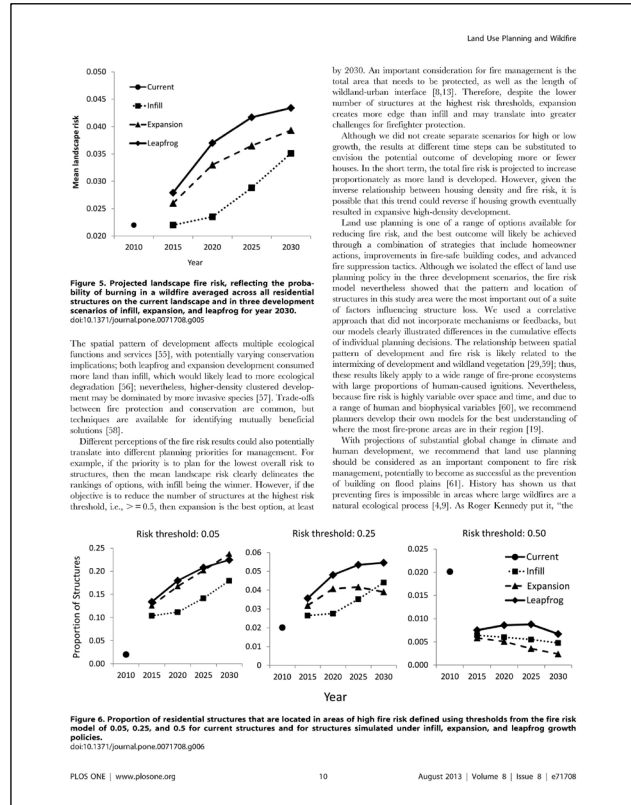 Land Use Planning and Wildfire
0.050
0.045
0.040
0.035
0.030
0.025
0.020
Mean landscape risk
Current
Infill
Expansion
Leapfrog
2010 2015 2020 2025 2030
Year
Figure 5. Projected landscape fire risk, reflecting the proba-
bility of burning in a wildfire averaged across all residential
structures on the current landscape and in three development
scenarios of infill, expansion, and leapfrog for year 2030.
doi:10.1371/journal.pone.0071708.g005
The spatial pattern of development affects multiple ecological
functions and services [55], with potentially varying conservation
implications; both leapfrog and expansion development consumed
more land than infill, which would likely lead to more ecological
degradation [56]; nevertheless, higher-density clustered develop-
ment may be dominated by more invasive species [57]. Trade-offs
between fire protection and conservation are common, but
techniques are available for identifying mutually beneficial
solutions [58].
Different perceptions of the fire risk results could also potentially
translate into different planning priorities for management. For
example, if the priority is to plan for the lowest overall risk to
structures, then the mean landscape risk clearly delineates the
rankings of options, with infill being the winner. However, if the
objective is to reduce the number of structures at the highest risk
threshold, i.e., >=0.5, then expansion is the best option, at least
by 2030. An important consideration for fire management is the
total area that needs to be protected, as well as the length of
wildland-urban interface [8,13]. Therefore, despite the lower
number of structures at the highest risk thresholds, expansion
creates more edge than infill and may translate into greater
challenges for firefighter protection.
Although we did not create separate scenarios for high or low
growth, the results at different time steps can be substituted to
envision the potential outcome of developing more or fewer
houses. In the short term, the total fire risk is projected to increase
proportionately as more land is developed. However, given the
inverse relationship between housing density and fire risk, it is
possible that this trend could reverse if housing growth eventually
resulted in expansive high-density development.
Land use planning is one of a range of options available for
reducing fire risk, and the best outcome will likely be achieved
through a combination of strategies that include homeowner
actions, improvements in fire-safe building codes, and advanced
fire suppression tactics. Although we isolated the effect of land use
planning policy in the three development scenarios, the fire risk
model nevertheless showed that the pattern and location of
structures in this study area were the most important out of a suite
of factors influencing structure loss. We used a correlative
approach that did not incorporate mechanisms or feedbacks, but
our models clearly illustrated differences in the cumulative effects
of individual planning decisions. The relationship between spatial
pattern of development and fire risk is likely related to the
intermixing of development and wildland vegetation [29,59]; thus,
these results likely apply to a wide range of fire-prone ecosystems
with large proportions of human-caused ignitions. Nevertheless,
because fire risk is highly variable over space and time, and due to
a range of human and biophysical variables [60], we recommend
planners develop their own models for the best understanding of
where the most fire-prone areas are in their region [19].
With projections of substantial global change in climate and
human development, we recommend that land use planning
should be considered as an important component to fire risk
management, potentially to become as successful as the prevention
of building on flood plains [61]. History has shown us that
preventing fires is impossible in areas where large wildfires are a
natural ecological process [4,9]. As Roger Kennedy put it, “the
Risk threshold: 0.05
0.25
0.20
0.15
0.10
0.05
0.00
Proportion of Structures
2010 2015 2020 2025 2030
Risk threshold: 0.25
0.06
0.05
0.04
0.03
0.02
0.01
0
2010 2015 2020 2025 2030
Year
Risk threshold: 0.50
0.025
0.020
0.015
0.010
0.005
0.000
Current
Infill
Expansion
Leapfrog
2010 2015 2020 2025 2030
Figure 6. Proportion of residential structures that are located in areas of high fire risk defined using thresholds from the fire risk
model of 0.05, 0.25, and 0.5 for current structures and for structures simulated under infill, expansion, and leapfrog growth
policies.
doi:10.1371/journal.pone.0071708.g006
PLOS ONE | www.plosone.org
10
August 2013 | Volume 8 | Issue 8 | e71708